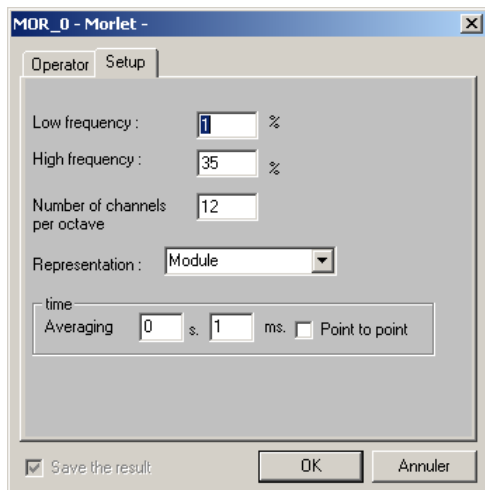 MOR_0 - Morlet -
Operator Setup
Low frequency : 1 %
High frequency : 35 %
Number of channels
per octave 12
Representation : Module
time
Averaging 0 s. 1 ms. Point to point
Save the result OK Annuler